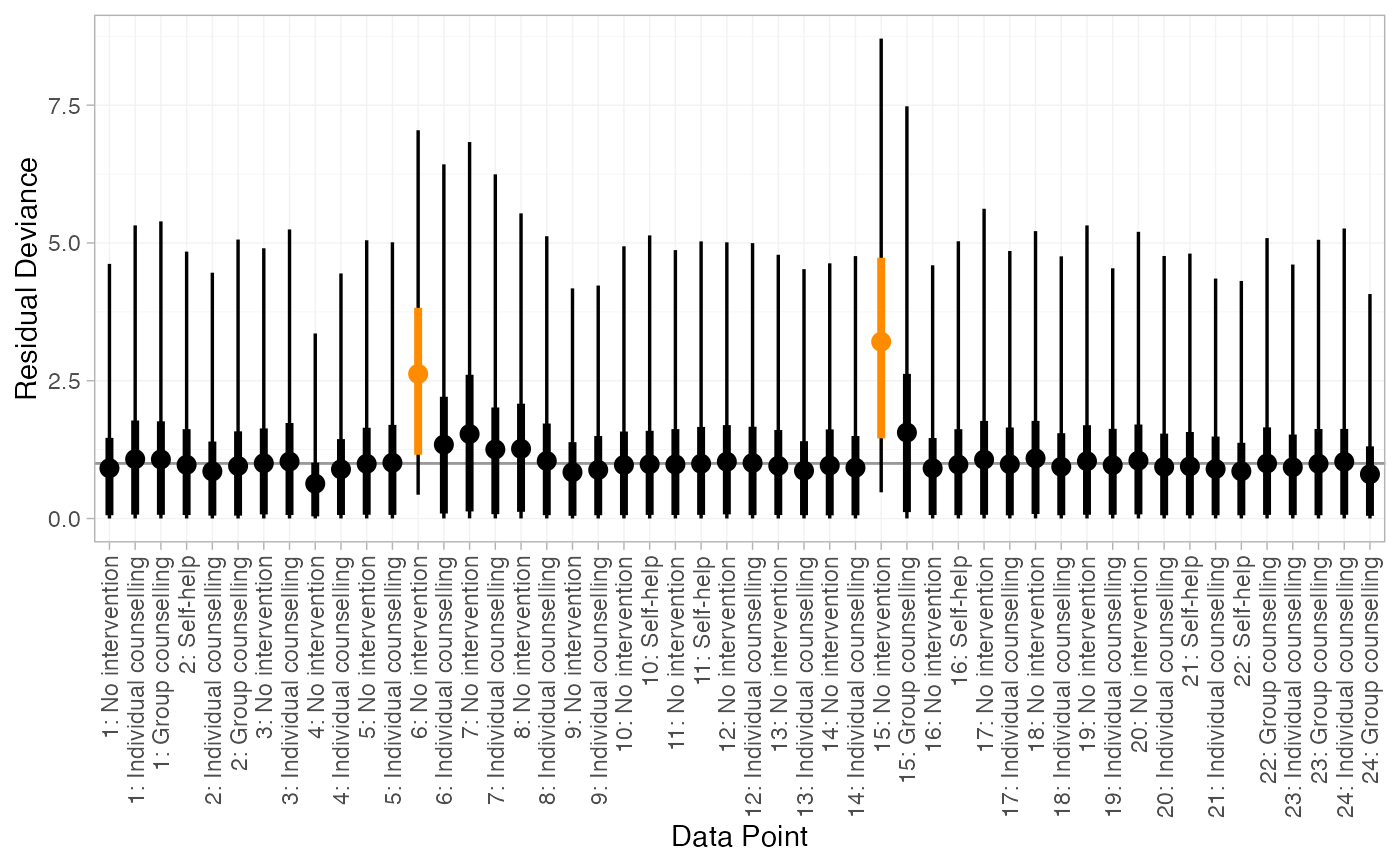 Residual Deviance
7.5
5.0
2.5
0.0
1: No intervention
1: Individual counselling
1: Group counselling
2: Self-help
2: Individual counselling
2: Group counselling
3: No intervention
3: Individual counselling
4: No intervention
4: Individual counselling
5: No intervention
5: Individual counselling
6: No intervention
6: Individual counselling
7: No intervention
7: Individual counselling
8: No intervention
8: Individual counselling
9: No intervention
9: Individual counselling
10: No intervention
10: Self-help
11: No intervention
11: Self-help
12: No intervention
12: Individual counselling
13: No intervention
13: Individual counselling
14: No intervention
14: Individual counselling
15: No intervention
15: Group counselling
16: No intervention
16: Self-help
17: No intervention
17: Individual counselling
18: No intervention
18: Individual counselling
19: No intervention
19: Individual counselling
20: No intervention
20: Individual counselling
21: Self-help
21: Individual counselling
22: Self-help
22: Group counselling
23: Individual counselling
23: Group counselling
24: Individual counselling
24: Group counselling
Data Point